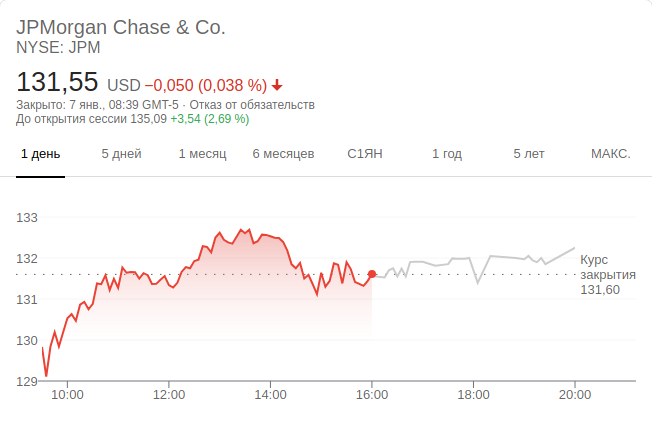 JPMorgan Chase & Co.
NYSE: JPM
131,55 USD −0,050 (0,038 %)
Закрыто: 7 янв., 08:39 GMT-5 · Отказ от обязательств
До открытия сессии 135,09 +3,54 (2,69 %)
1 день 5 дней 1 месяц 6 месяцев С1ЯН 1 год 5 лет МАКС.
133
132
131
130
129
Курс
закрытия
131,60
10:00 12:00 14:00 16:00 18:00 20:00